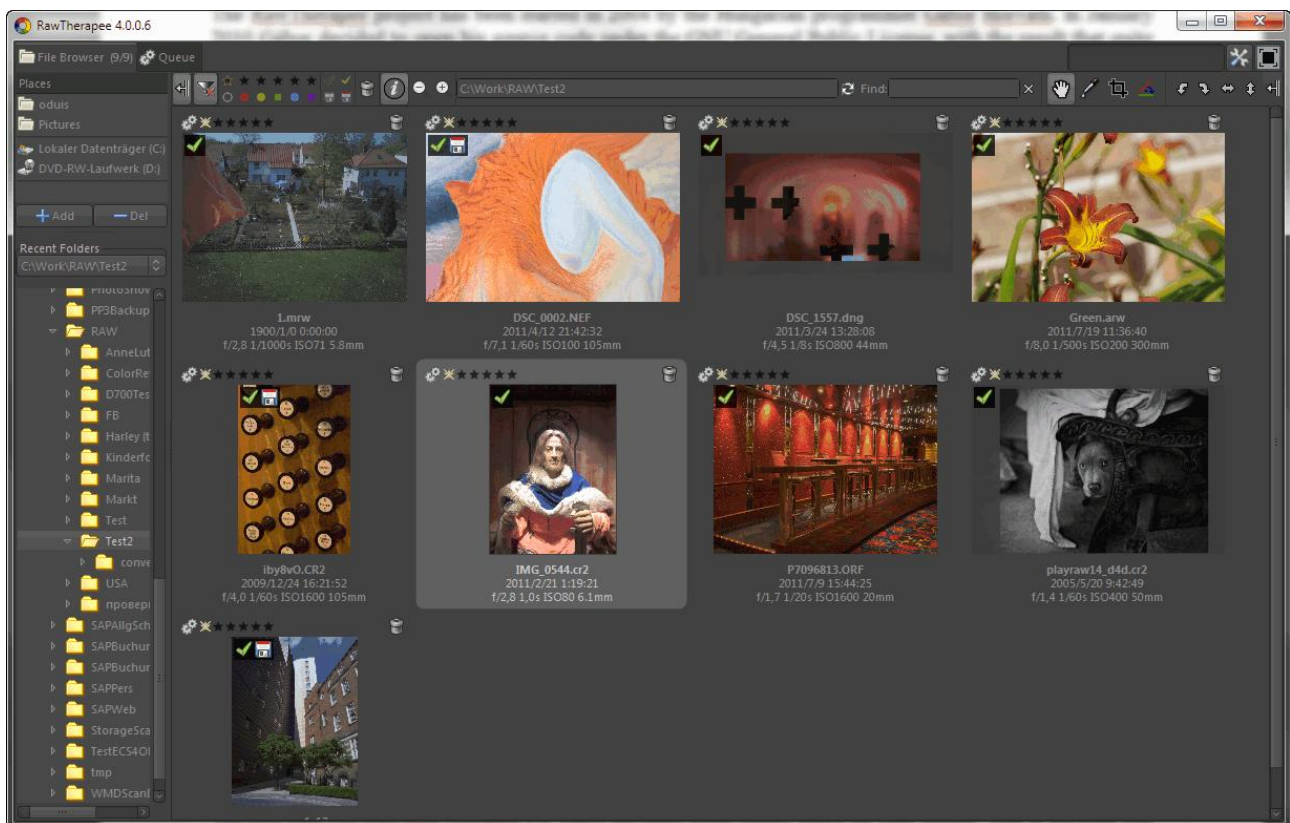 RawTherapee 4.0.0.6
File Browser (9/9) Queue
Places
oduis
Pictures
Lokaler Datenträger (C:)
DVD-RW-Laufwerk (D:)
Add Del
Recent Folders
C:\Work\RAW\Test2
PP3Backup
RAW
AnneLut
ColorRe
D700Tes
FB
Harley (t
Kinderfc
Marita
Markt
Test
Test2
conve
USA
провер
SAPAllgSch
SAPBuchur
SAPBuchur
SAPPers
SAPWeb
StorageSca
TestECS4Ol
tmp
WMDScanl
C:\Work\RAW\Test2 Find:
1.mrw
1900/1/0 0:00:00
f/2,8 1/1000s ISO71 5.8mm
DSC_0002.NEF
2011/4/12 21:42:32
f/7,1 1/60s ISO100 105mm
DSC_1557.dng
2011/3/24 13:28:08
f/4,5 1/8s ISO800 44mm
Green.arw
2011/7/19 11:36:40
f/8,0 1/500s ISO200 300mm
iby8vO.CR2
2009/12/24 16:21:52
f/4,0 1/60s ISO1600 105mm
IMG_0544.cr2
2011/2/21 1:19:21
f/2,8 1,0s ISO80 6.1mm
P7096813.ORF
2011/7/9 15:44:25
f/1,7 1/20s ISO1600 20mm
playraw14_d4d.cr2
2005/5/20 9:42:49
f/1,4 1/60s ISO400 50mm